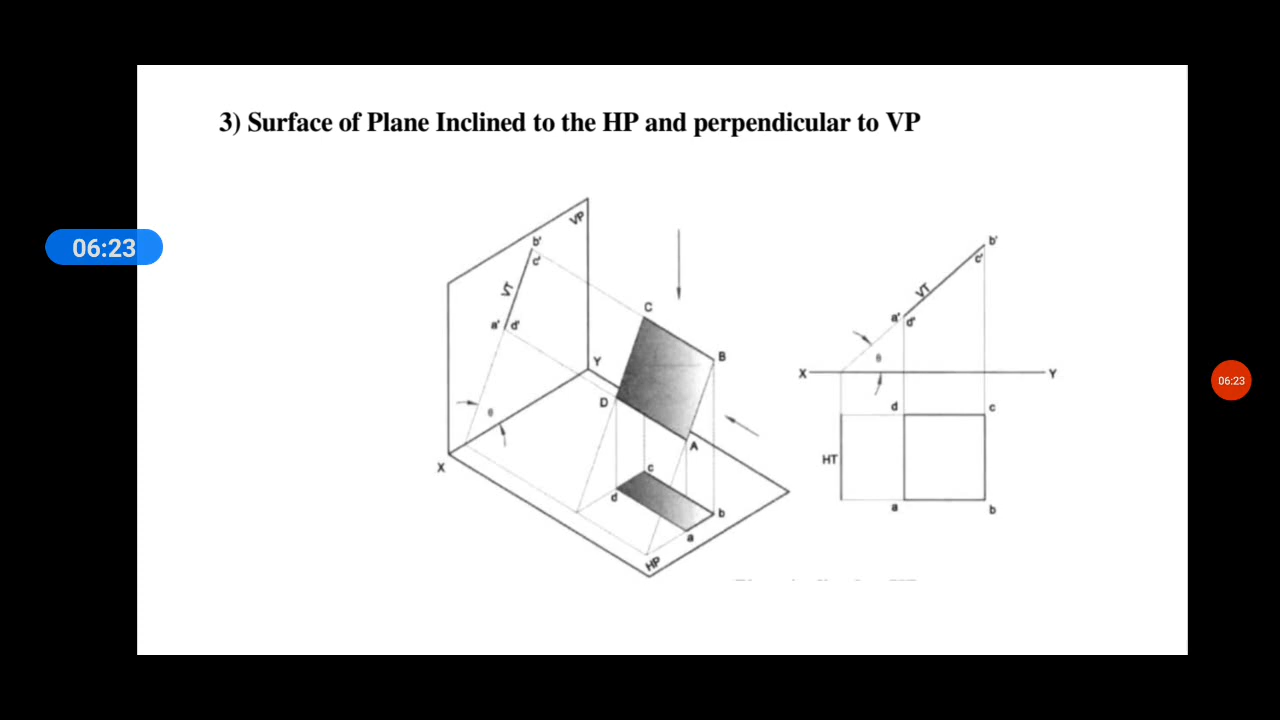 3) Surface of Plane Inclined to the HP and perpendicular to VP
06:23
06:23
VP
b'
c'
VT
a' d'
θ
X
Y
C
B
D
A
c
d
b
a
HP
b'
c'
VT
a'
d'
θ
X
Y
d
c
HT
a
b